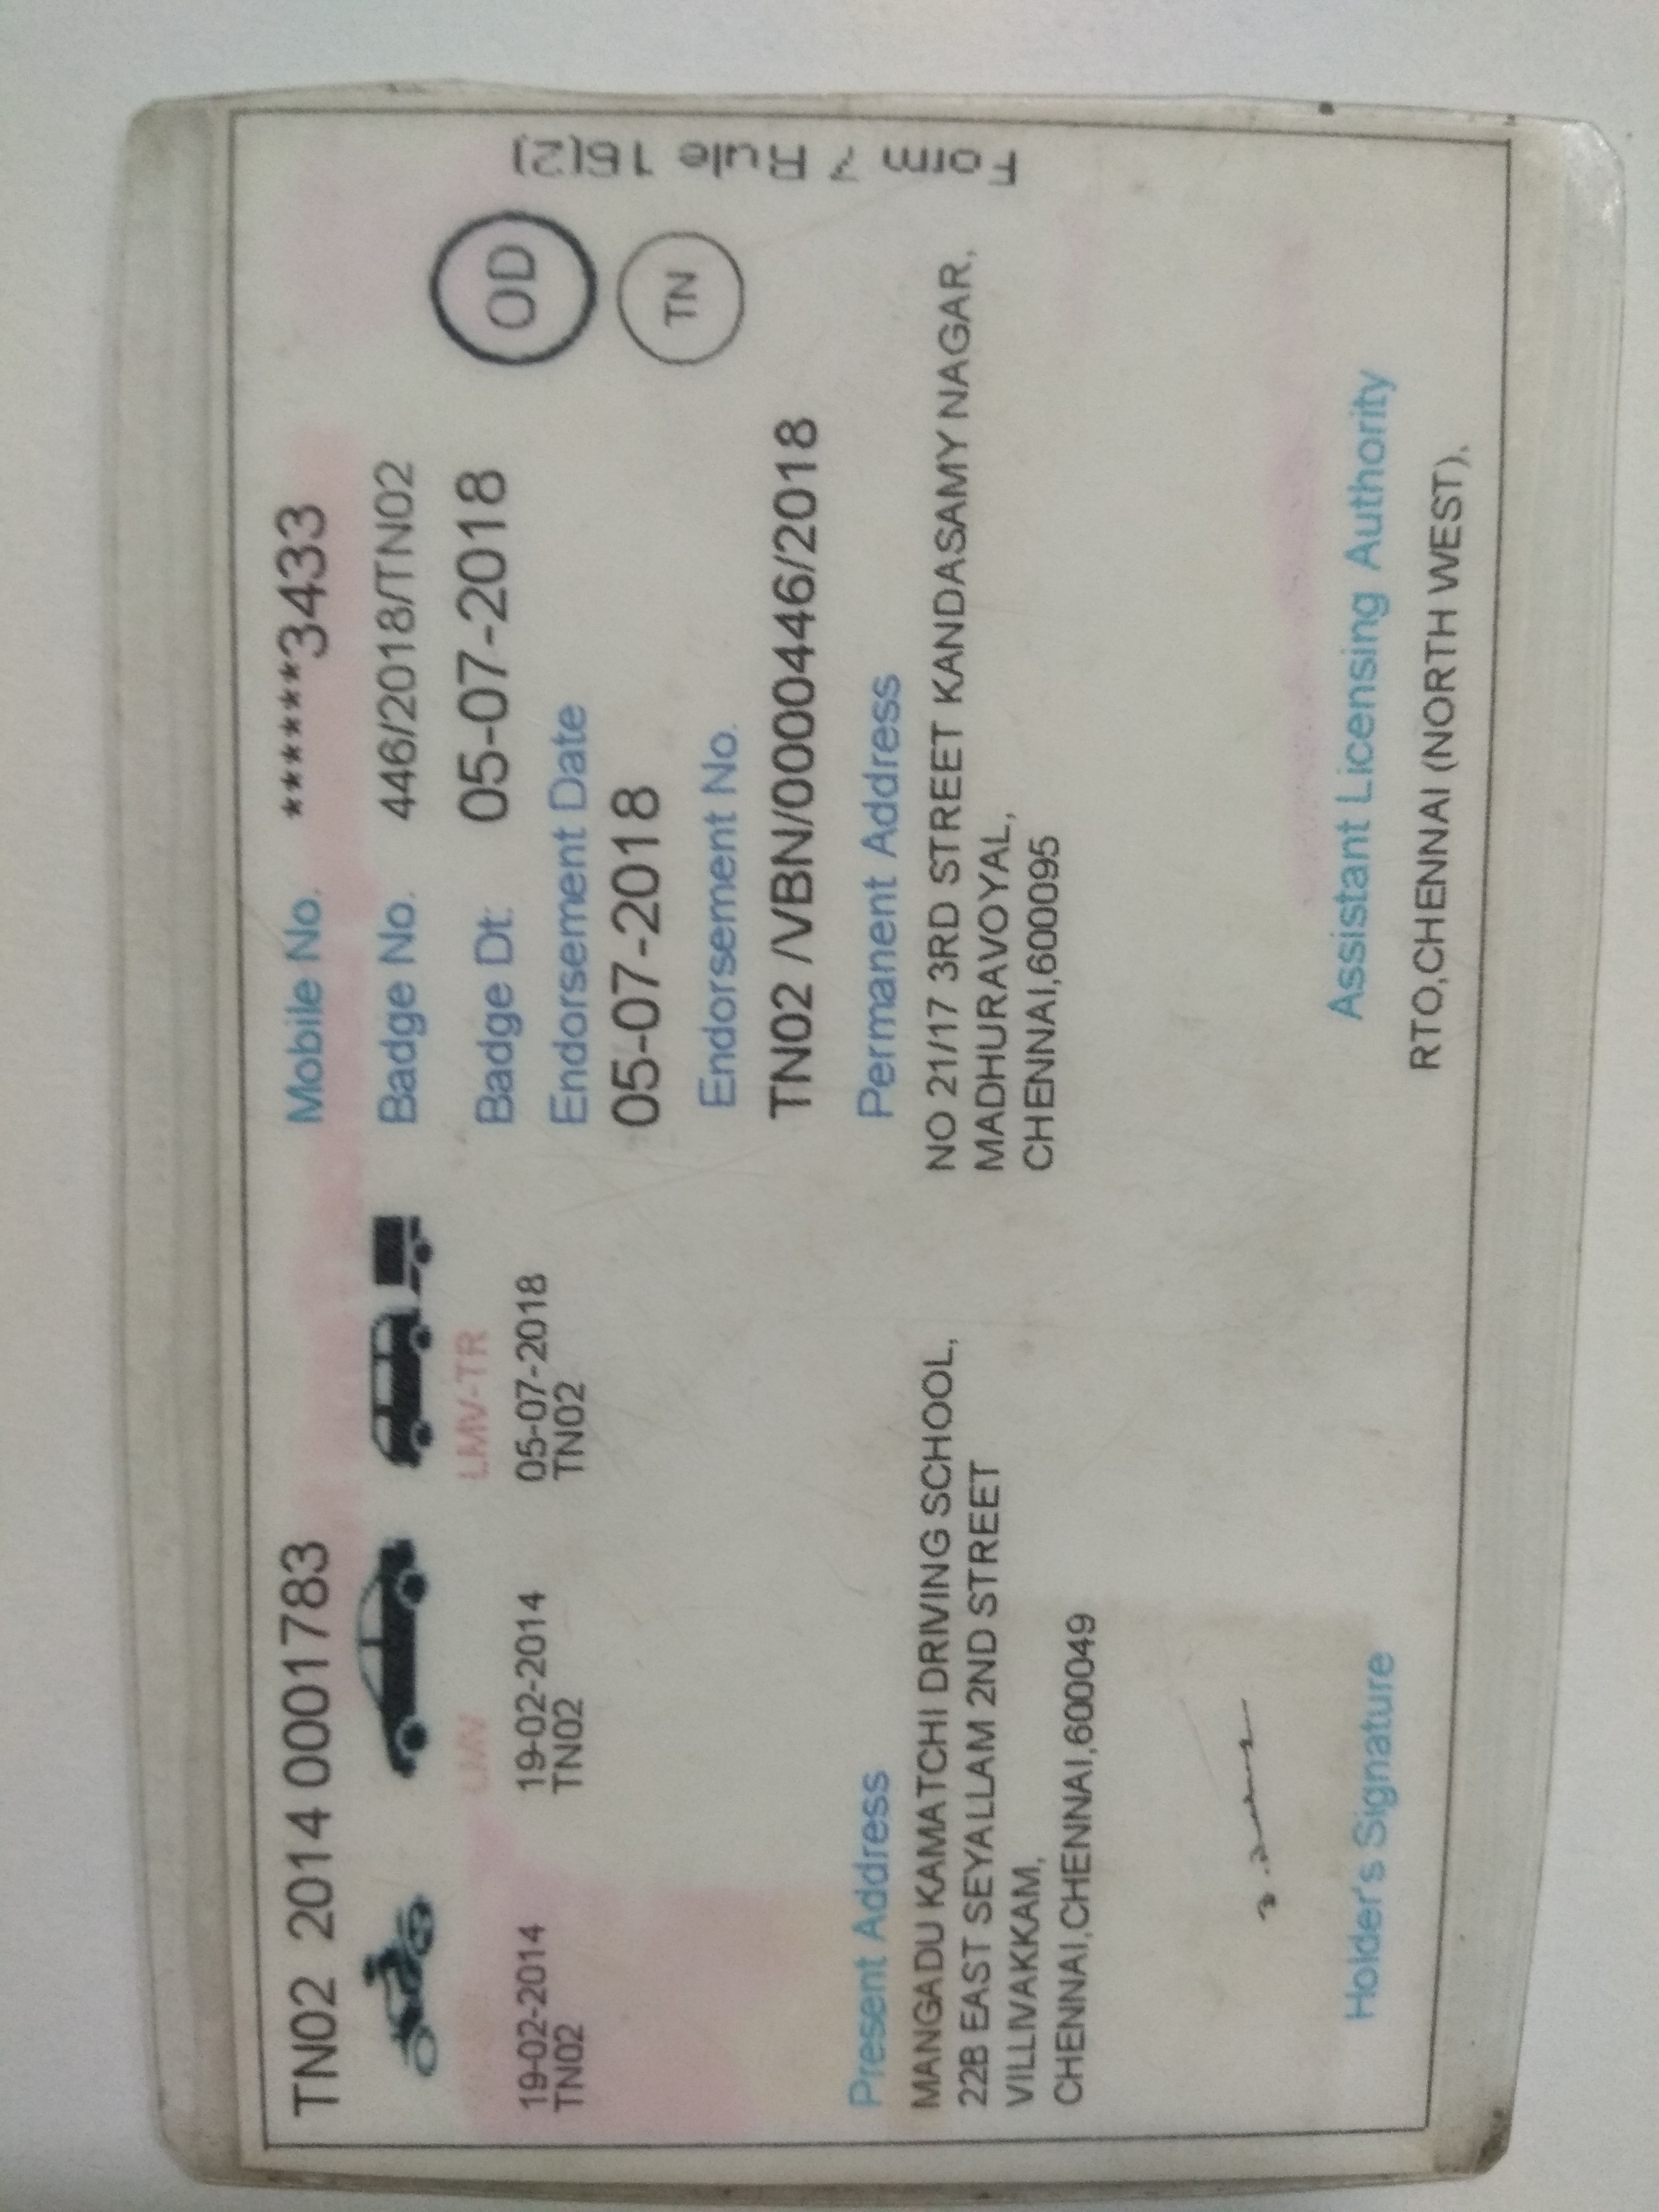 TN02 2014 0001783
19-02-2014
TN02
LMV
19-02-2014
TN02
LMV-TR
05-07-2018
TN02
Mobile No. ******3433
Badge No. 446/2018/TN02
Badge Dt. 05-07-2018
Endorsement Date
05-07-2018
Endorsement No.
TN02 /VBN/0000446/2018
OD
TN
Form 7 Rule 16(2)
Present Address
MANGADU KAMATCHI DRIVING SCHOOL,
22B EAST SEYALLAM 2ND STREET
VILLIVAKKAM,
CHENNAI,CHENNAI,600049
Permanent Address
NO 21/17 3RD STREET KANDASAMY NAGAR,
MADHURAVOYAL,
CHENNAI,600095
Holder's Signature
Assistant Licensing Authority
RTO,CHENNAI (NORTH WEST).